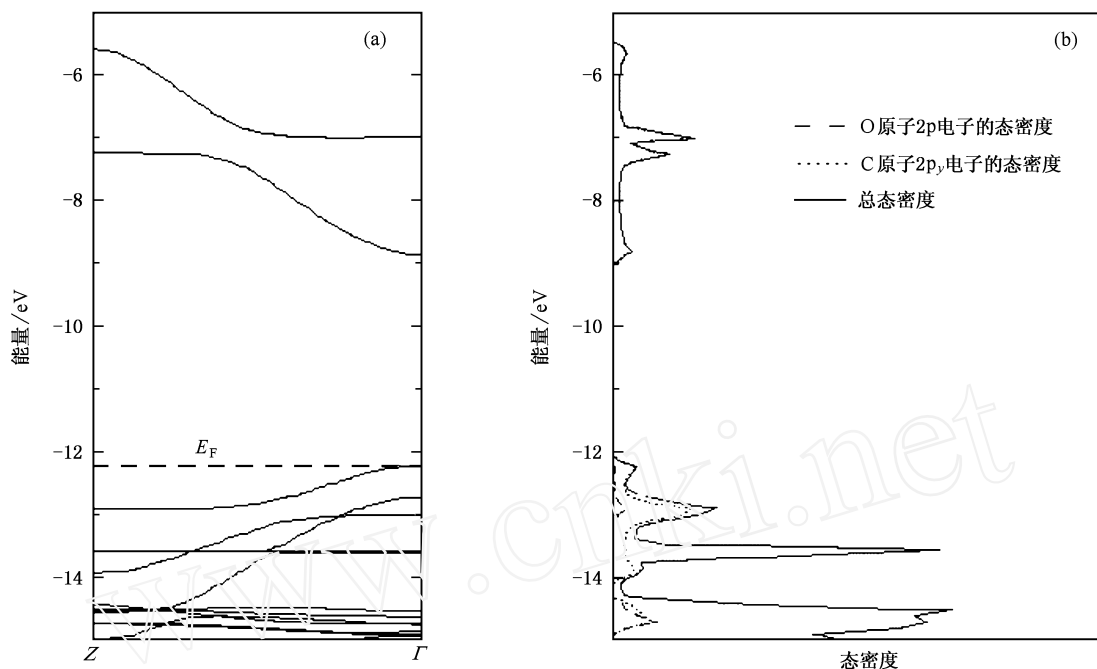 (a)
−6
−8
−10
−12
−14
能量/eV
E_F
Z
Γ
(b)
−6
−8
−10
−12
−14
能量/eV
O原子2p电子的态密度
C原子2p_y电子的态密度
总态密度
态密度
www.cnki.net